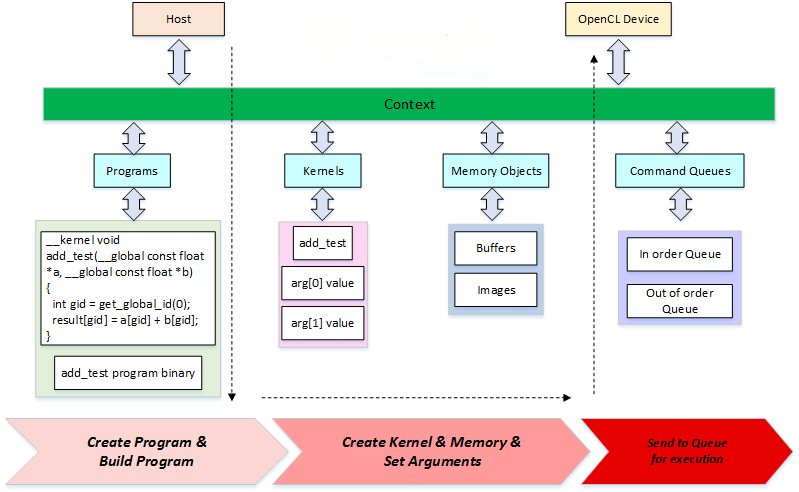 Host
OpenCL Device
Context
Programs
Kernels
Memory Objects
Command Queues
__kernel void
add_test(__global const float
*a, __global const float *b)
{
int gid = get_global_id(0);
result[gid] = a[gid] + b[gid];
}
add_test program binary
add_test
arg[0] value
arg[1] value
Buffers
Images
In order Queue
Out of order
Queue
Create Program &
Build Program
Create Kernel & Memory &
Set Arguments
Send to Queue
for execution